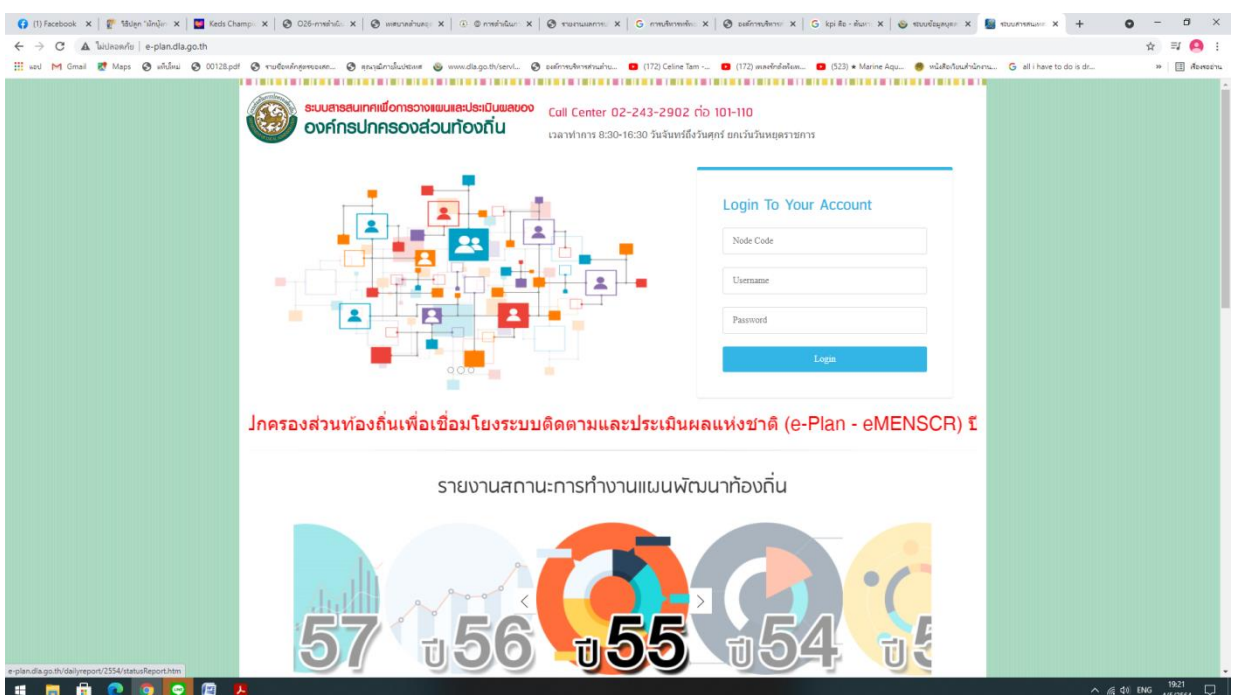 (1) Facebook
Keds Champi
ไม่ปลอดภัย | e-plan.dla.go.th
แอป
Gmail
Maps
แท็บใหม่
00128.pdf
www.dla.go.th/servi...
(172) Celine Tam -...
(523) ★ Marine Aqu...
all i have to do is dr...
ระบบสารสนเทศเพื่อการวางแผนและประเมินผลของ
องค์กรปกครองส่วนท้องถิ่น
Call Center 02-243-2902 ต่อ 101-110
เวลาทำการ 8:30-16:30 วันจันทร์ถึงวันศุกร์ ยกเว้นวันหยุดราชการ
Login To Your Account
Node Code
Username
Password
Login
ปกครองส่วนท้องถิ่นเพื่อเชื่อมโยงระบบติดตามและประเมินผลแห่งชาติ (e-Plan - eMENSCR) ปี
รายงานสถานะการทำงานแผนพัฒนาท้องถิ่น
57
ปี 56
ปี 55
ปี 54
ปี 5
e-plan.dla.go.th/dailyreport/2554/statusReport.htm
ENG
19:21